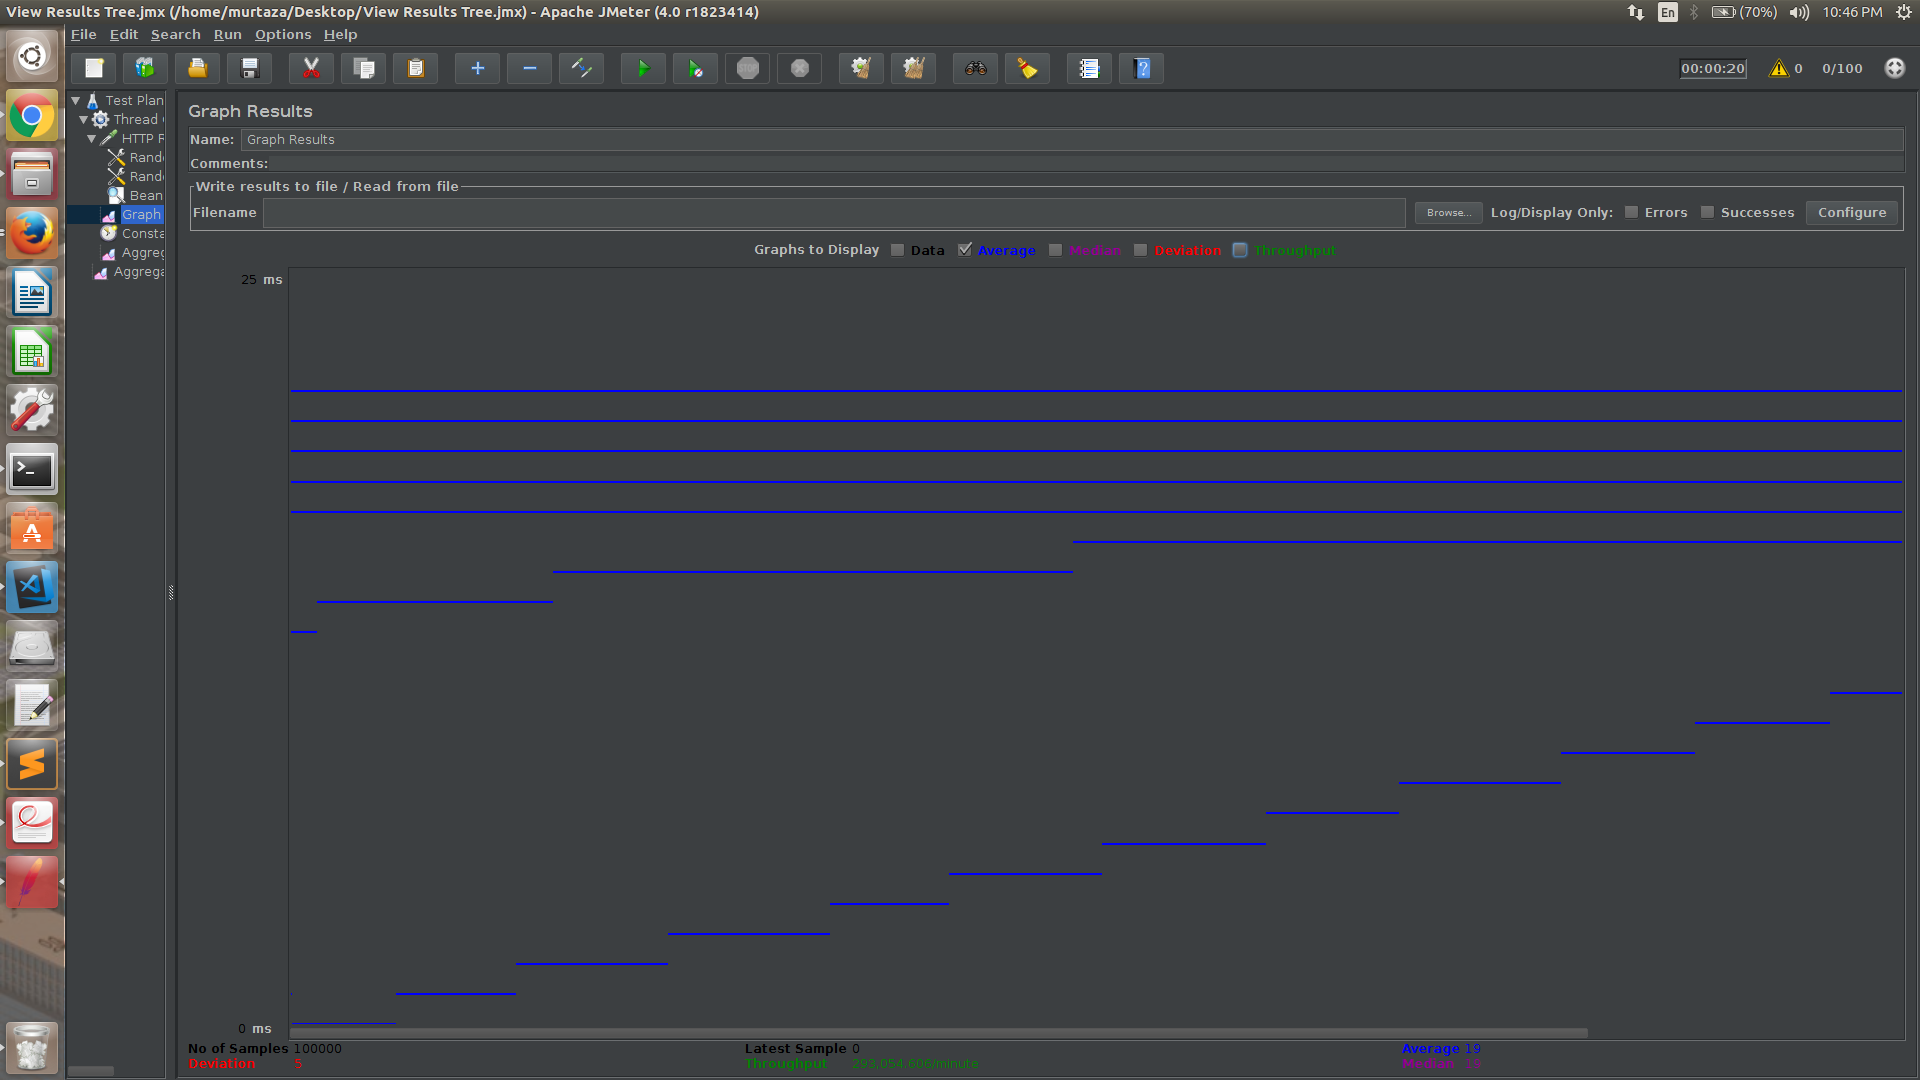 View Results Tree.jmx (/home/murtaza/Desktop/View Results Tree.jmx) - Apache JMeter (4.0 r1823414)
En (70%) 10:46 PM
File Edit Search Run Options Help
STOP
00:00:20 0 0/100
Test Plan
Thread
HTTP R
Rand
Rand
Bean
Graph
Consta
Aggreg
Aggrega
Graph Results
Name: Graph Results
Comments:
Write results to file / Read from file
Filename Browse... Log/Display Only: Errors Successes Configure
Graphs to Display Data Average Median Deviation Throughput
25 ms
0 ms
No of Samples 100000 Latest Sample 0 Average 19
Deviation 5 Throughput 293,054.606/minute Median